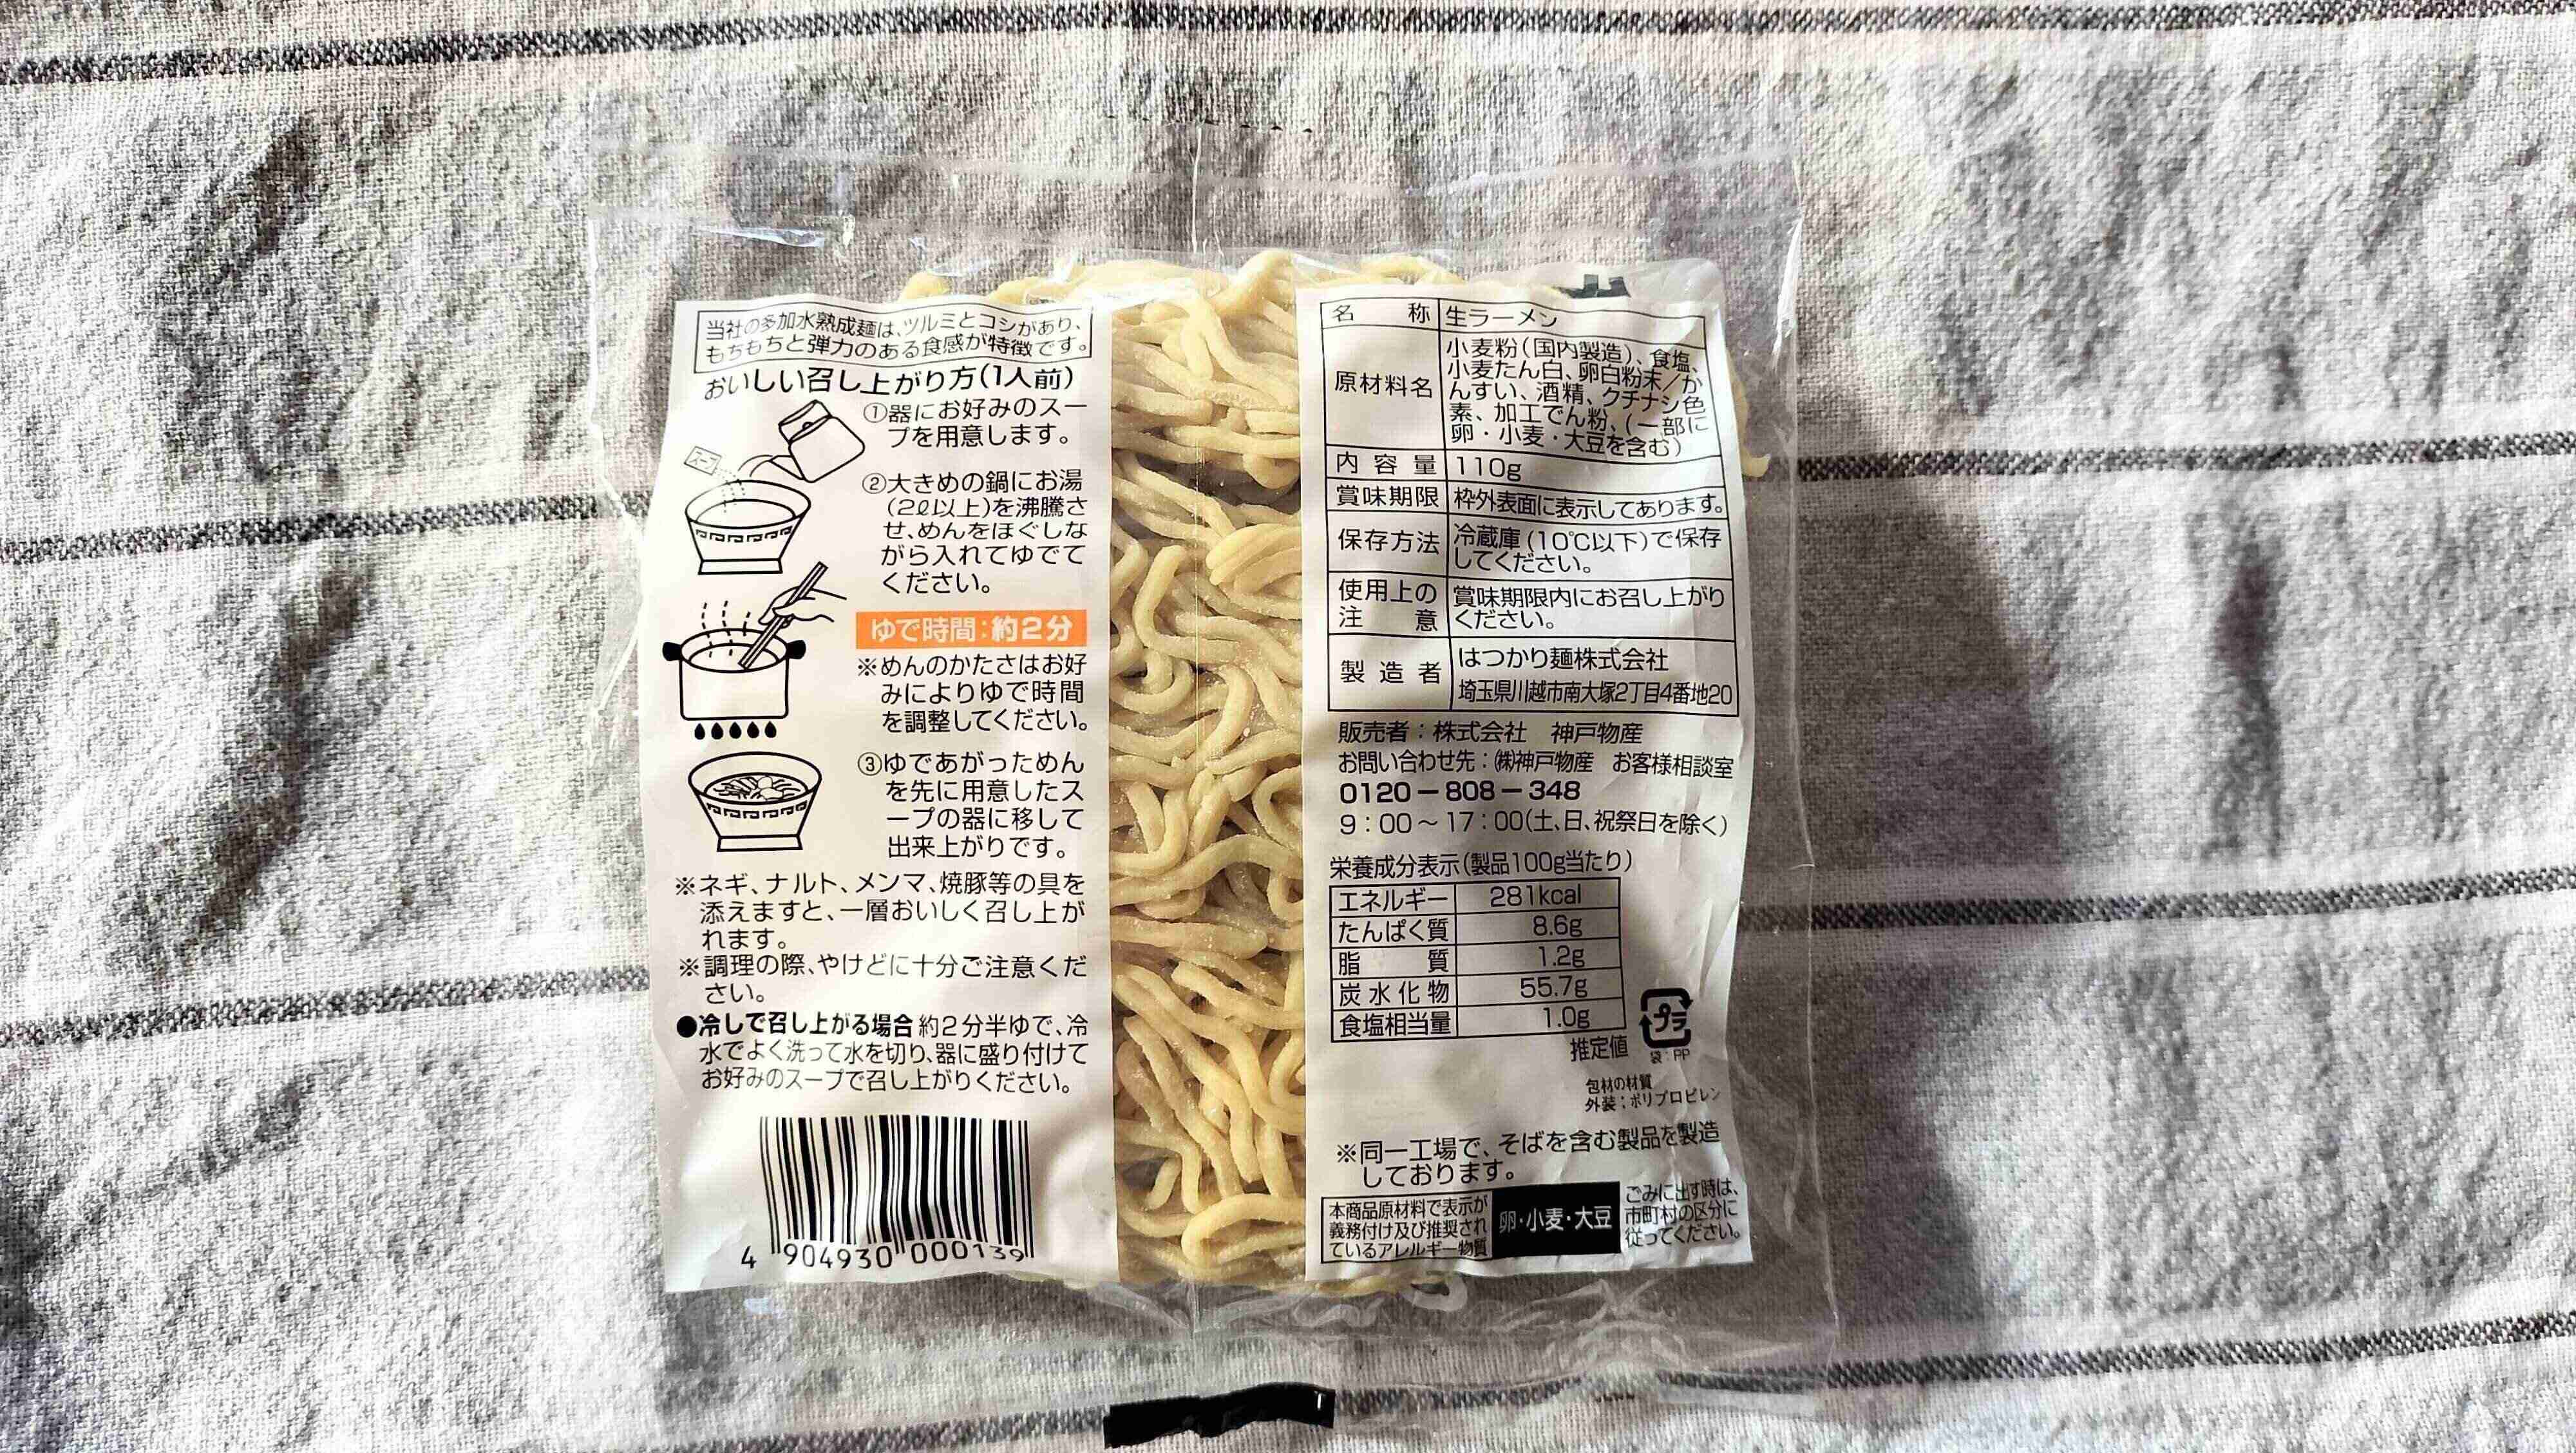 当社の多加水熟成麺は、ツルミとコシがあり、
もちもちと弾力のある食感が特徴です。
おいしい召し上がり方(1人前)
①器にお好みのスー
プを用意します。
スープ
②大きめの鍋にお湯
(2ℓ以上)を沸騰さ
せ、めんをほぐしな
がら入れてゆでて
ください。
ゆで時間:約2分
※めんのかたさはお好
みによりゆで時間
を調整してください。
③ゆであがっためん
を先に用意したス
ープの器に移して
出来上がりです。
※ネギ、ナルト、メンマ、焼豚等の具を
添えますと、一層おいしく召し上が
れます。
※調理の際、やけどに十分ご注意くだ
さい。
●冷しで召し上がる場合 約2分半ゆで、冷
水でよく洗って水を切り、器に盛り付けて
お好みのスープで召し上がりください。
4 904930 000139
名称 生ラーメン
原材料名 小麦粉(国内製造)、食塩、
小麦たん白、卵白粉末/か
んすい、酒精、クチナシ色
素、加工でん粉、(一部に
卵・小麦・大豆を含む)
内容量 110g
賞味期限 枠外表面に表示してあります。
保存方法 冷蔵庫(10℃以下)で保存
してください。
使用上の注意 賞味期限内にお召し上がり
ください。
製造者 はつかり麺株式会社
埼玉県川越市南大塚2丁目4番地20
販売者:株式会社 神戸物産
お問い合わせ先:㈱神戸物産 お客様相談室
0120-808-348
9:00~17:00(土、日、祝祭日を除く)
栄養成分表示(製品100g当たり)
エネルギー 281kcal
たんぱく質 8.6g
脂質 1.2g
炭水化物 55.7g
食塩相当量 1.0g
推定値
プラ
袋:PP
包材の材質
外装:ポリプロピレン
※同一工場で、そばを含む製品を製造
しております。
本商品原材料で表示が
義務付け及び推奨され
ているアレルギー物質
卵・小麦・大豆
ごみに出す時は、
市町村の区分に
従ってください。